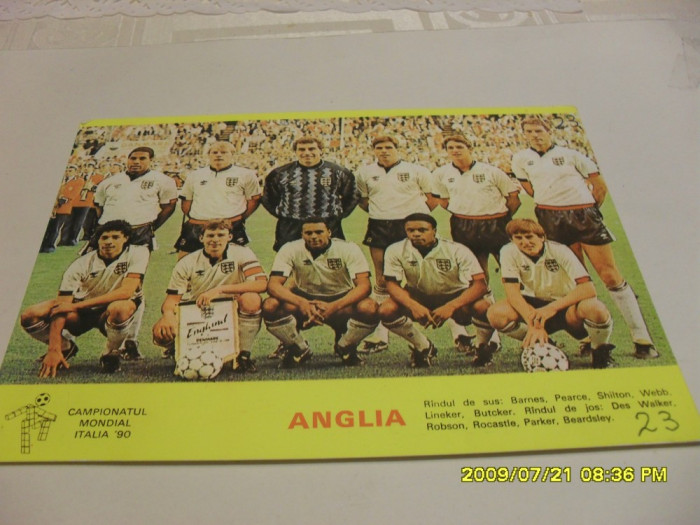 England
CAMPIONATUL
MONDIAL
ITALIA '90
ANGLIA
Rîndul de sus: Barnes, Pearce, Shilton, Webb,
Lineker, Butcker. Rîndul de jos: Des Walker,
Robson, Rocastle, Parker, Beardsley.
23
2009/07/21 08:36 PM